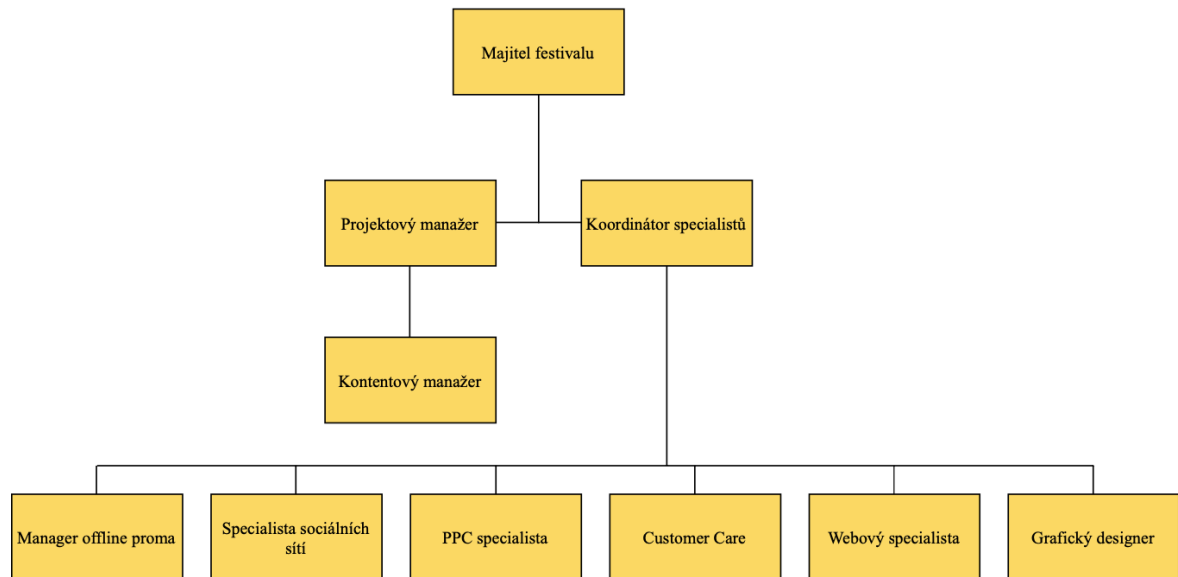 Majitel festivalu
Projektový manažer
Koordinátor specialistů
Kontentový manažer
Manager offline proma
Specialista sociálních
sítí
PPC specialista
Customer Care
Webový specialista
Grafický designer